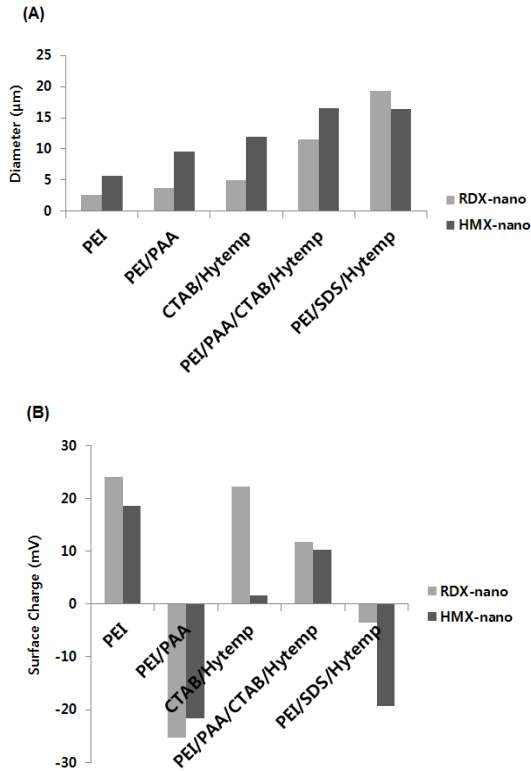 (A)
Diameter (μm)
25
20
15
10
5
0
PEI
PEI/PAA
CTAB/Hytemp
PEI/PAA/CTAB/Hytemp
PEI/SDS/Hytemp
RDX-nano
HMX-nano
(B)
Surface Charge (mV)
30
20
10
0
-10
-20
-30
PEI
PEI/PAA
CTAB/Hytemp
PEI/PAA/CTAB/Hytemp
PEI/SDS/Hytemp
RDX-nano
HMX-nano